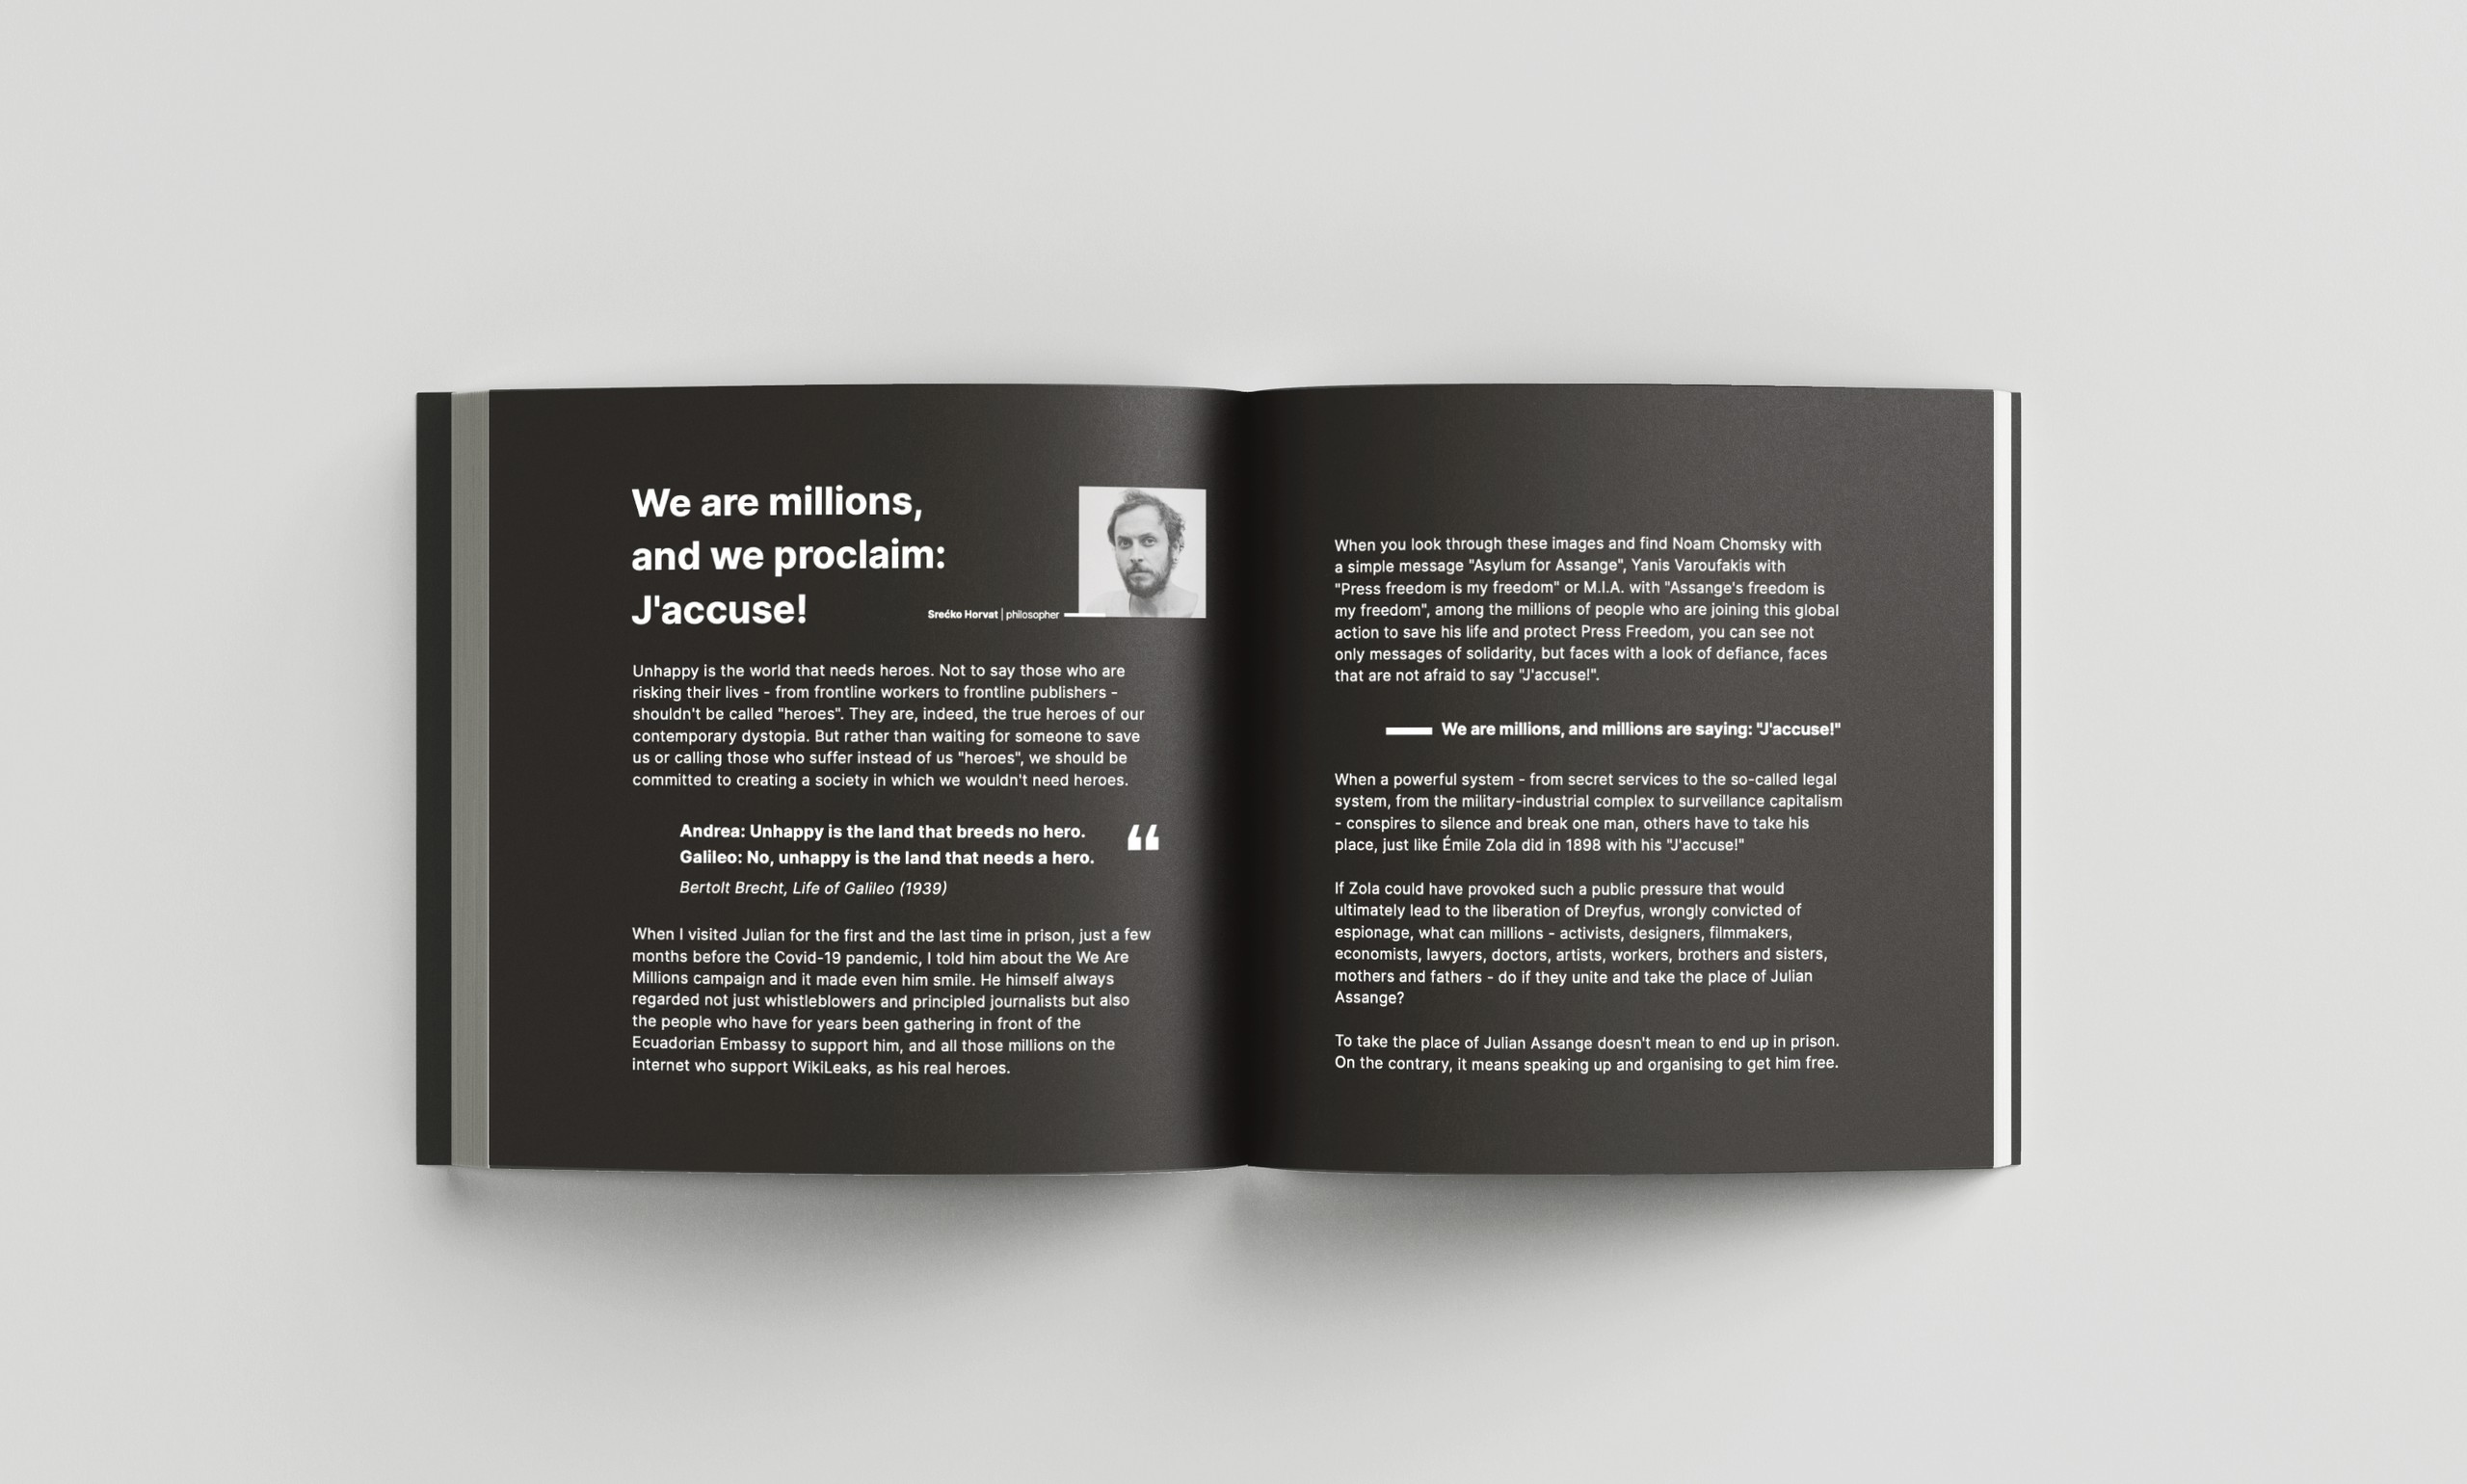 We are millions,
and we proclaim:
J'accuse!
Srećko Horvat | philosopher
Unhappy is the world that needs heroes. Not to say those who are
risking their lives - from frontline workers to frontline publishers -
shouldn't be called "heroes". They are, indeed, the true heroes of our
contemporary dystopia. But rather than waiting for someone to save
us or calling those who suffer instead of us "heroes", we should be
committed to creating a society in which we wouldn't need heroes.
Andrea: Unhappy is the land that breeds no hero.
Galileo: No, unhappy is the land that needs a hero.
“
Bertolt Brecht, Life of Galileo (1939)
When I visited Julian for the first and the last time in prison, just a few
months before the Covid-19 pandemic, I told him about the We Are
Millions campaign and it made even him smile. He himself always
regarded not just whistleblowers and principled journalists but also
the people who have for years been gathering in front of the
Ecuadorian Embassy to support him, and all those millions on the
internet who support WikiLeaks, as his real heroes.
When you look through these images and find Noam Chomsky with
a simple message "Asylum for Assange", Yanis Varoufakis with
"Press freedom is my freedom" or M.I.A. with "Assange's freedom is
my freedom", among the millions of people who are joining this global
action to save his life and protect Press Freedom, you can see not
only messages of solidarity, but faces with a look of defiance, faces
that are not afraid to say "J'accuse!".
We are millions, and millions are saying: "J'accuse!"
When a powerful system - from secret services to the so-called legal
system, from the military-industrial complex to surveillance capitalism
- conspires to silence and break one man, others have to take his
place, just like Émile Zola did in 1898 with his "J'accuse!"
If Zola could have provoked such a public pressure that would
ultimately lead to the liberation of Dreyfus, wrongly convicted of
espionage, what can millions - activists, designers, filmmakers,
economists, lawyers, doctors, artists, workers, brothers and sisters,
mothers and fathers - do if they unite and take the place of Julian
Assange?
To take the place of Julian Assange doesn't mean to end up in prison.
On the contrary, it means speaking up and organising to get him free.